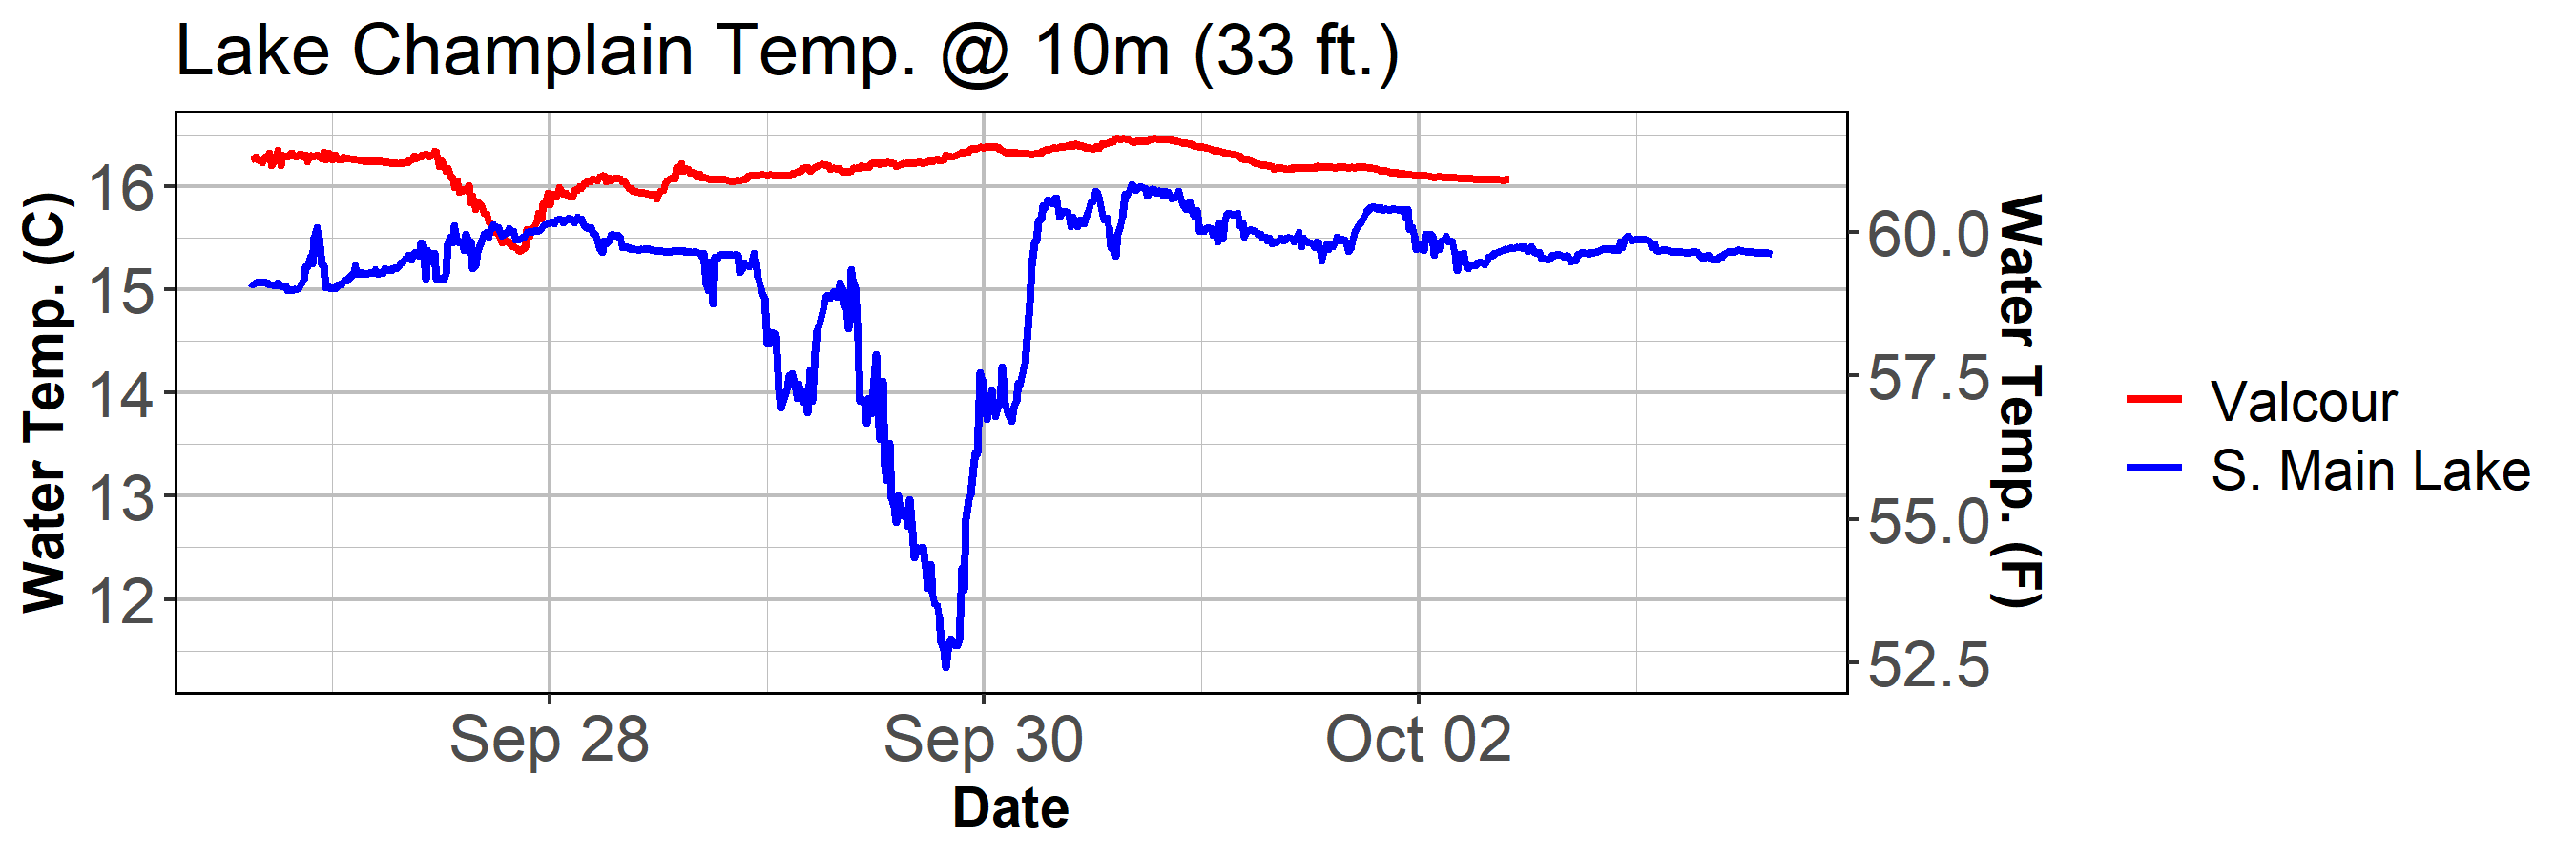 Lake Champlain Temp. @ 10m (33 ft.)
Water Temp. (C)
16
15
14
13
12
60.0
57.5
55.0
52.5
Water Temp. (F)
Sep 28
Sep 30
Oct 02
Date
Valcour
S. Main Lake